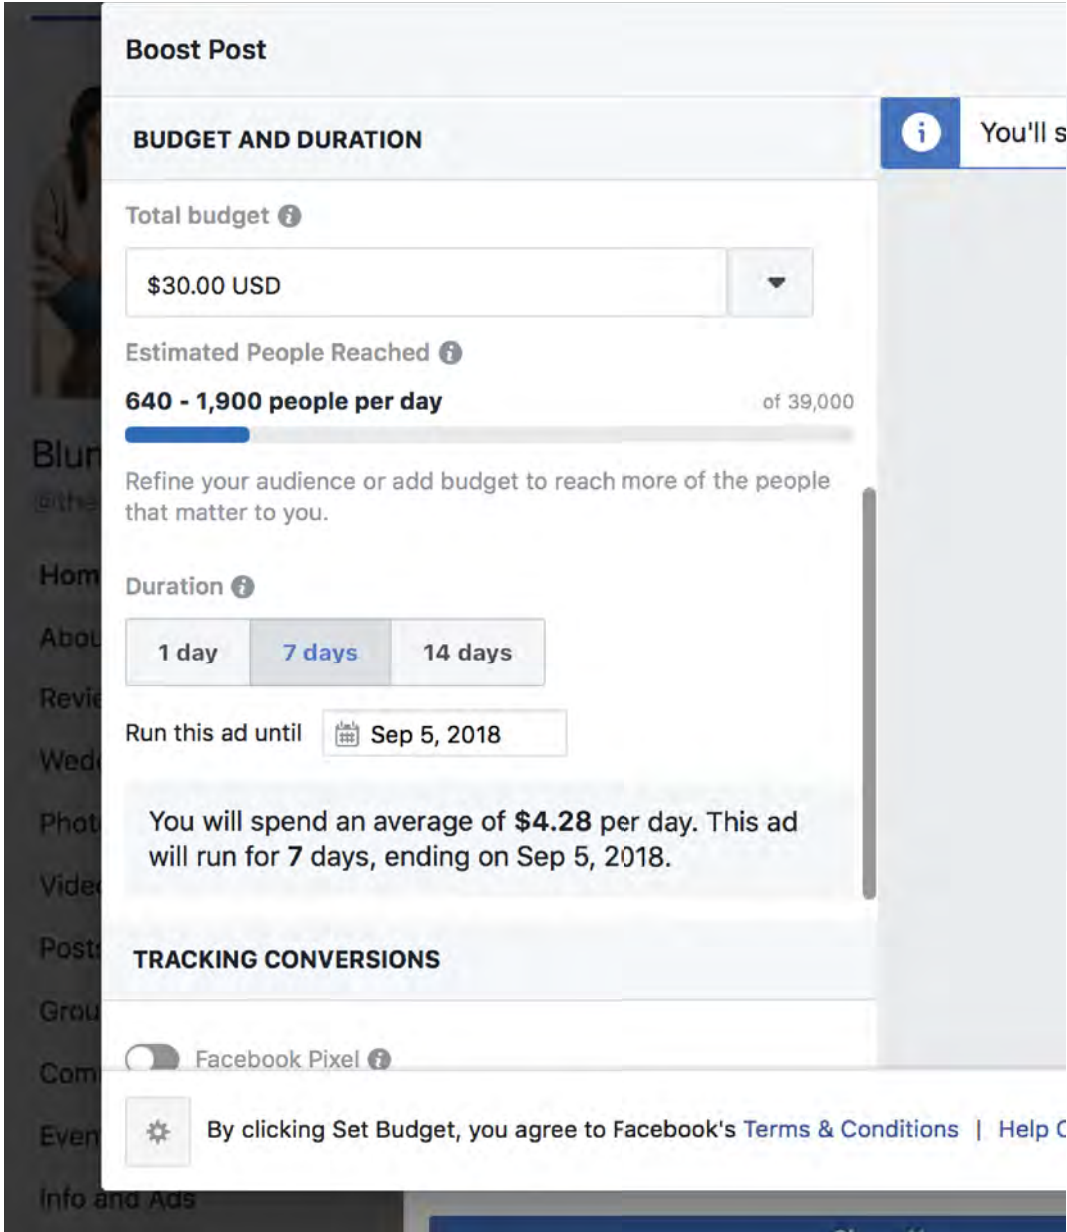 Boost Post
BUDGET AND DURATION
You'll s
Total budget
$30.00 USD
Estimated People Reached
640 - 1,900 people per day
of 39,000
Refine your audience or add budget to reach more of the people
that matter to you.
Duration
1 day
7 days
14 days
Run this ad until
Sep 5, 2018
You will spend an average of $4.28 per day. This ad
will run for 7 days, ending on Sep 5, 2018.
TRACKING CONVERSIONS
Facebook Pixel
By clicking Set Budget, you agree to Facebook's Terms & Conditions | Help C
Blur
@the
Hom
Abou
Revie
Wedd
Phot
Video
Posts
Grou
Com
Even
Info and Ads